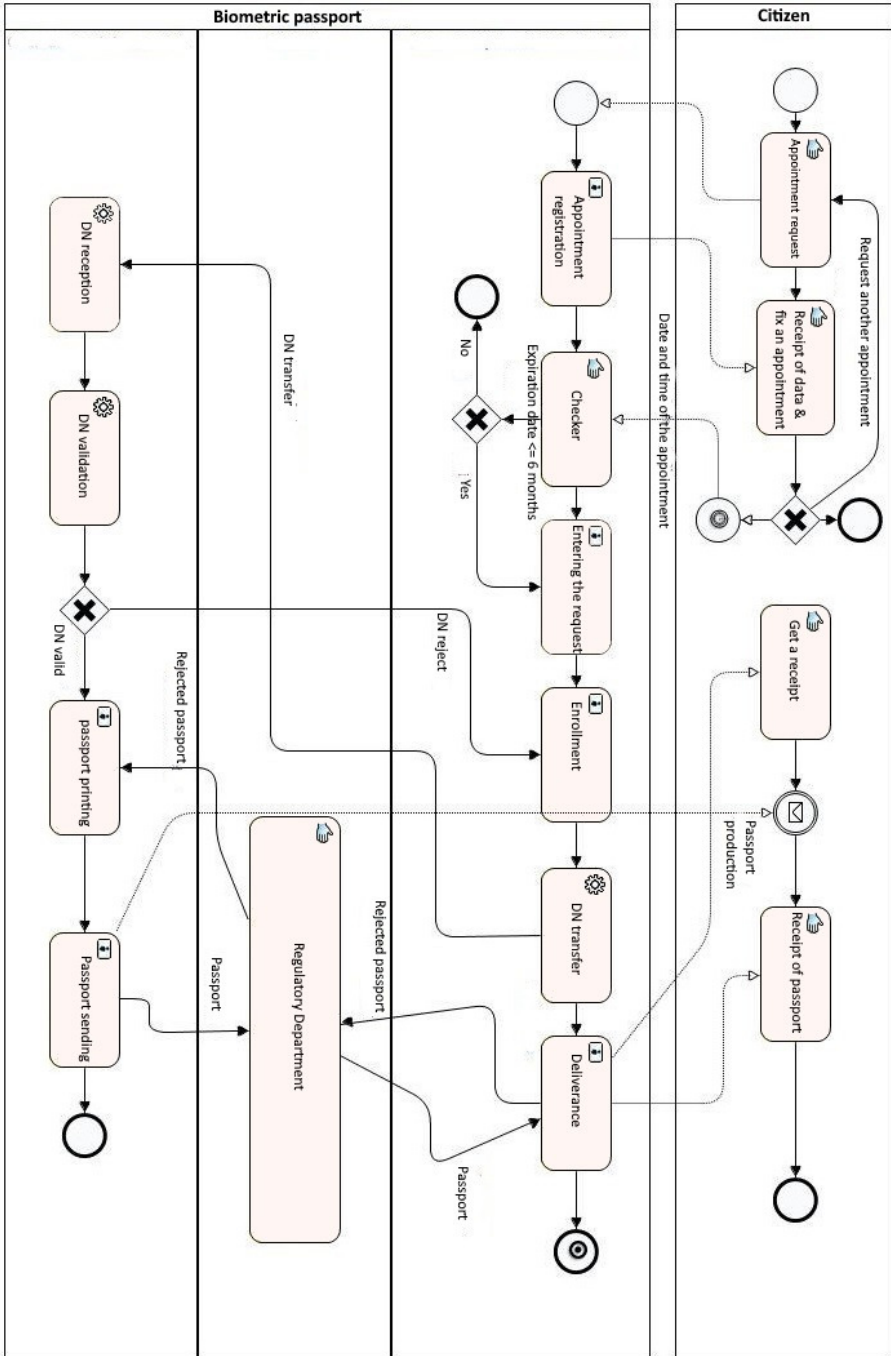 Biometric passport
Citizen
Appointment request
Request another appointment
Receipt of data &
fix an appointment
Get a receipt
Passport
production
Receipt of passport
Date and time of the appointment
Appointment
registration
Checker
Expiration date <= 6 months
No
Yes
Entering the request
Enrollment
DN transfer
Deliverance
DN transfer
DN reject
Rejected passport
Passport
Regulatory Department
Rejected passport
Passport
DN reception
DN validation
DN valid
passport printing
Passport sending